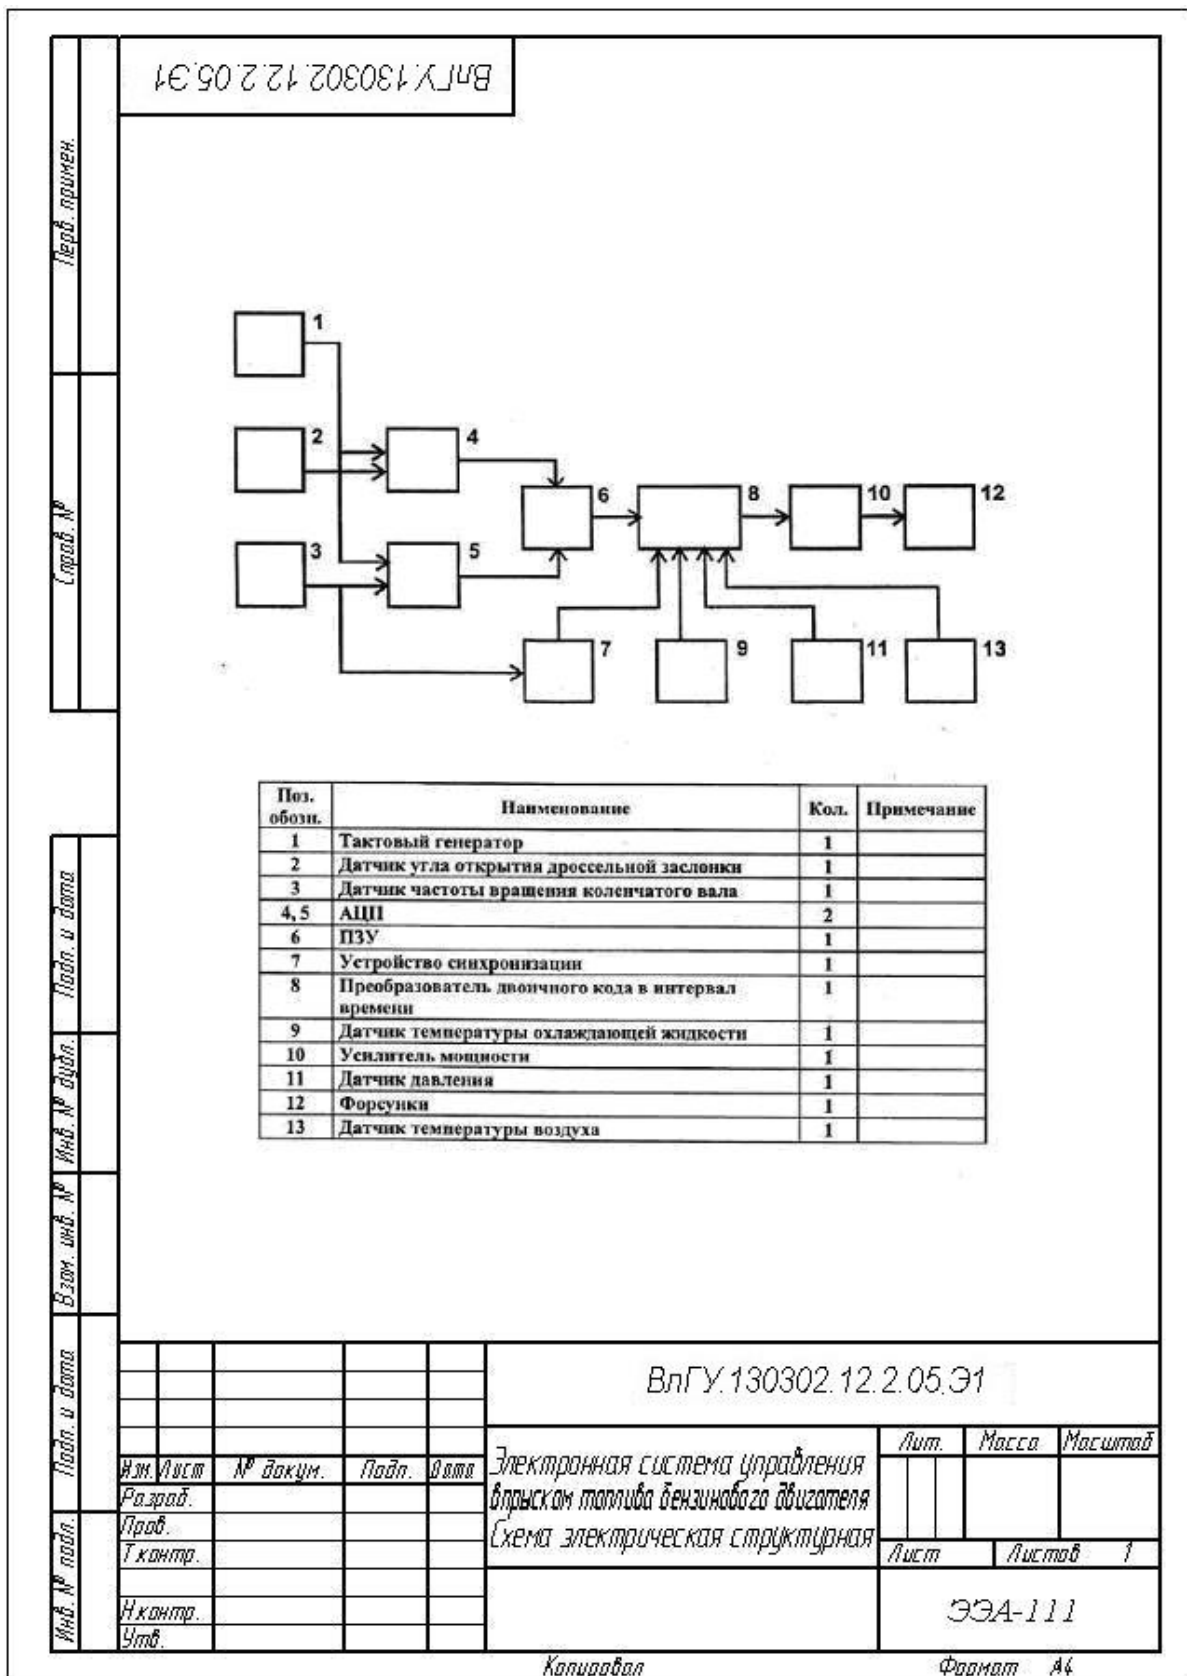 ВлГУ.130302.12.2.05.Э1
Перв. примен.
Справ. №
Подп. и дата
Инв. № дубл.
Взам. инв. №
Подп. и дата
Инв. № подл.
1
2
4
3
5
6
8
10
12
7
9
11
13
Поз. обозн. Наименование Кол. Примечание
1 Тактовый генератор 1
2 Датчик угла открытия дроссельной заслонки 1
3 Датчик частоты вращения коленчатого вала 1
4, 5 АЦП 2
6 ПЗУ 1
7 Устройство синхронизации 1
8 Преобразователь двоичного кода в интервал 1
времени
9 Датчик температуры охлаждающей жидкости 1
10 Усилитель мощности 1
11 Датчик давления 1
12 Форсунки 1
13 Датчик температуры воздуха 1
ВлГУ.130302.12.2.05.Э1
Изм. Лист № докум. Подп. Дата
Разраб.
Пров.
Т.контр.
Н.контр.
Утв.
Электронная система управления
впрыском топлива бензинового двигателя
Схема электрическая структурная
Лит. Масса Масштаб
Лист Листов 1
ЭЭА-111
Копировал Формат А4